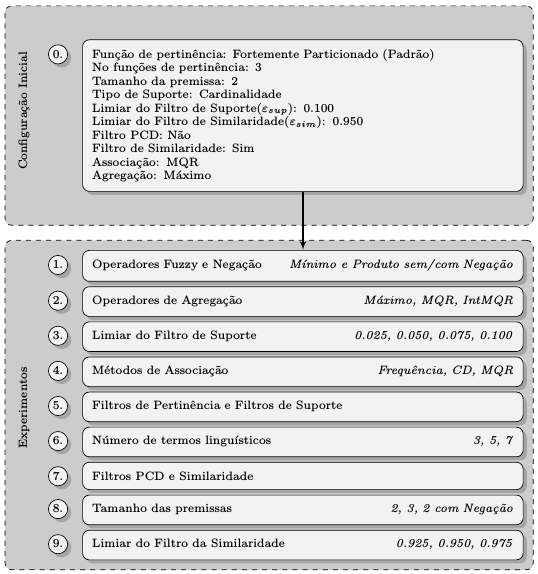 Configuração Inicial
0.
Função de pertinência: Fortemente Particionado (Padrão)
No funções de pertinência: 3
Tamanho da premissa: 2
Tipo de Suporte: Cardinalidade
Limiar do Filtro de Suporte(ε_sup): 0.100
Limiar do Filtro de Similaridade(ε_sim): 0.950
Filtro PCD: Não
Filtro de Similaridade: Sim
Associação: MQR
Agregação: Máximo
Experimentos
1. Operadores Fuzzy e Negação Mínimo e Produto sem/com Negação
2. Operadores de Agregação Máximo, MQR, IntMQR
3. Limiar do Filtro de Suporte 0.025, 0.050, 0.075, 0.100
4. Métodos de Associação Frequência, CD, MQR
5. Filtros de Pertinência e Filtros de Suporte
6. Número de termos linguísticos 3, 5, 7
7. Filtros PCD e Similaridade
8. Tamanho das premissas 2, 3, 2 com Negação
9. Limiar do Filtro da Similaridade 0.925, 0.950, 0.975